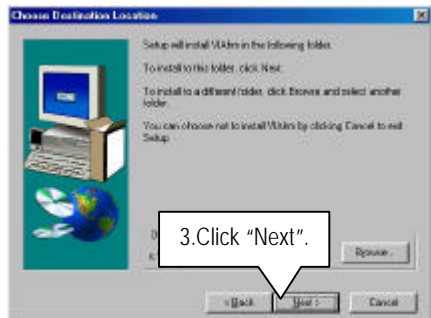 Choose Destination Location
Setup will install VIAhm in the following folder.
To install to this folder, click Next.
To install to a different folder, click Browse and select another
folder.
You can choose not to install VIAhm by clicking Cancel to exit
Setup.
3.Click “Next”.
Browse...
< Back
Next >
Cancel